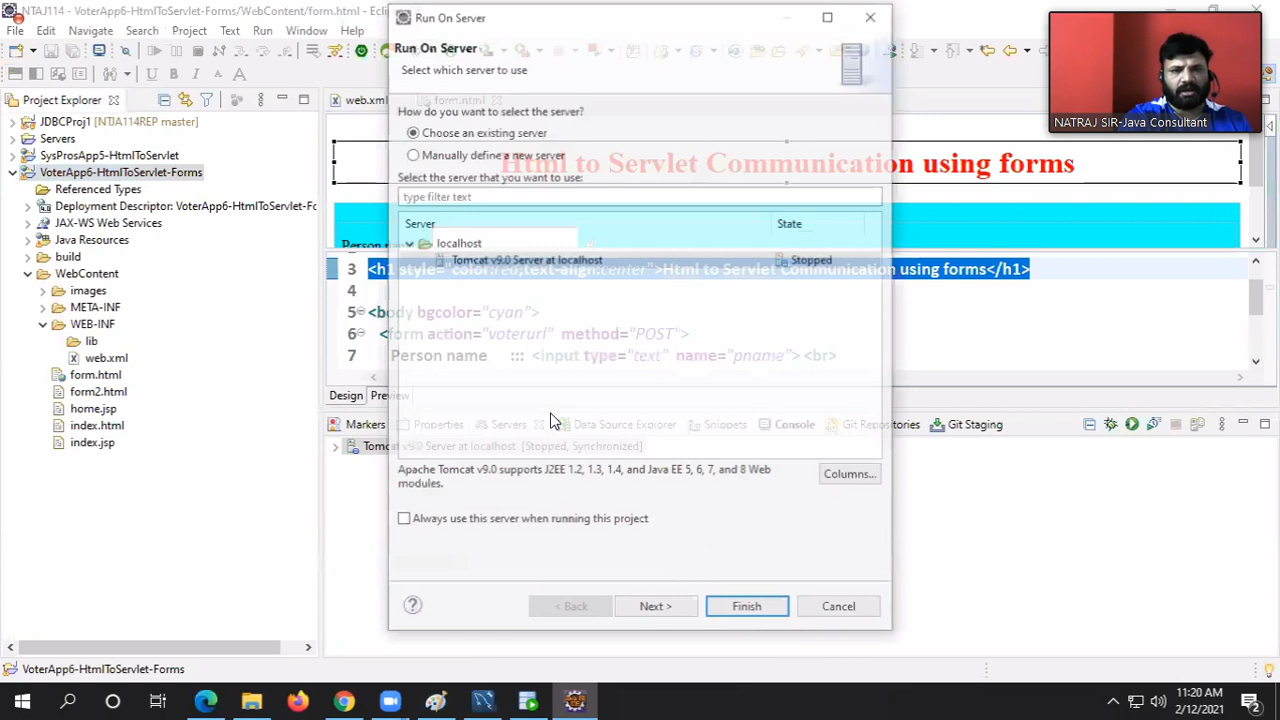 NTAJ114 - VoterApp6-HtmlToServlet-Forms/WebContent/form.html - Ecli
Run On Server
File Edit Navigate Search Project Text Run Window
Run On Server
Select which server to use
Project Explorer
web.xml
form.html
How do you want to select the server?
JDBCProj1 [NTAJ114REP master]
NATRAJ SIR-Java Consultant
Choose an existing server
Servers
Manually define a new server
SysProsApp5-HtmlToServlet
Html to Servlet Communication using forms
VoterApp6-HtmlToServlet-Forms
Select the server that you want to use:
Referenced Types
type filter text
Deployment Descriptor: VoterApp6-HtmlToServlet-Fo
JAX-WS Web Services
Server State
Java Resources
localhost
Person name
build
Tomcat v9.0 Server at localhost Stopped
WebContent
3 <h1 style="color:red;text-align:center">Html to Servlet Communication using forms</h1>
images
4
META-INF
5 <body bgcolor="cyan">
WEB-INF
6 <form action="voterurl" method="POST">
lib
7 Person name ::: <input type="text" name="pname"> <br>
web.xml
form.html
form2.html
Design Preview
home.jsp
index.html
Markers Properties Servers Data Source Explorer Snippets Console Git Repositories Git Staging
index.jsp
Tomcat v9.0 Server at localhost [Stopped, Synchronized]
Apache Tomcat v9.0 supports J2EE 1.2, 1.3, 1.4, and Java EE 5, 6, 7, and 8 Web
modules.
Columns...
Always use this server when running this project
? < Back Next > Finish Cancel
VoterApp6-HtmlToServlet-Forms
11:20 AM
2/12/2021
2